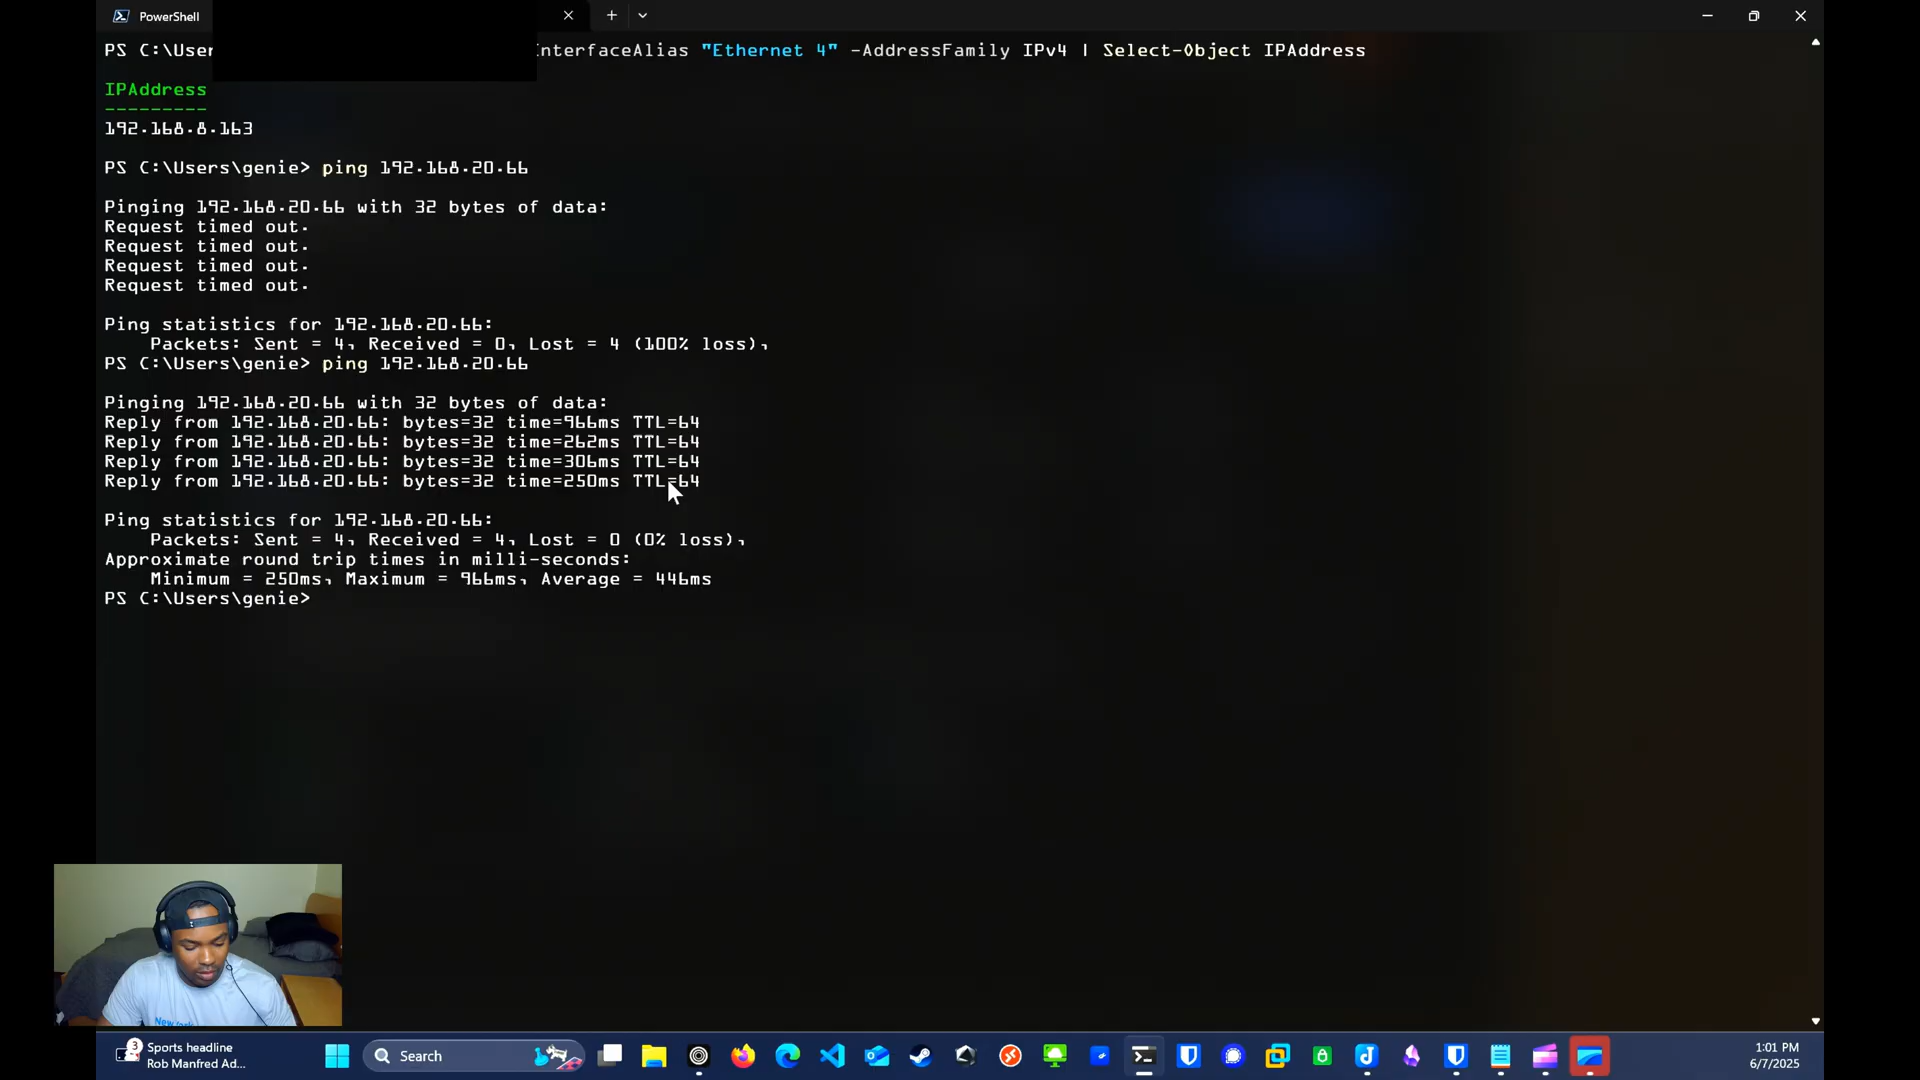 PowerShell
PS C:\User
InterfaceAlias "Ethernet 4" -AddressFamily IPv4 | Select-Object IPAddress
IPAddress
---------
192.168.8.163
PS C:\Users\genie> ping 192.168.20.66
Pinging 192.168.20.66 with 32 bytes of data:
Request timed out.
Request timed out.
Request timed out.
Request timed out.
Ping statistics for 192.168.20.66:
Packets: Sent = 4, Received = 0, Lost = 4 (100% loss),
PS C:\Users\genie> ping 192.168.20.66
Pinging 192.168.20.66 with 32 bytes of data:
Reply from 192.168.20.66: bytes=32 time=966ms TTL=64
Reply from 192.168.20.66: bytes=32 time=262ms TTL=64
Reply from 192.168.20.66: bytes=32 time=306ms TTL=64
Reply from 192.168.20.66: bytes=32 time=250ms TTL=64
Ping statistics for 192.168.20.66:
Packets: Sent = 4, Received = 4, Lost = 0 (0% loss),
Approximate round trip times in milli-seconds:
Minimum = 250ms, Maximum = 966ms, Average = 446ms
PS C:\Users\genie>
New York
3
Sports headline
Rob Manfred Ad...
Search
1:01 PM
6/7/2025